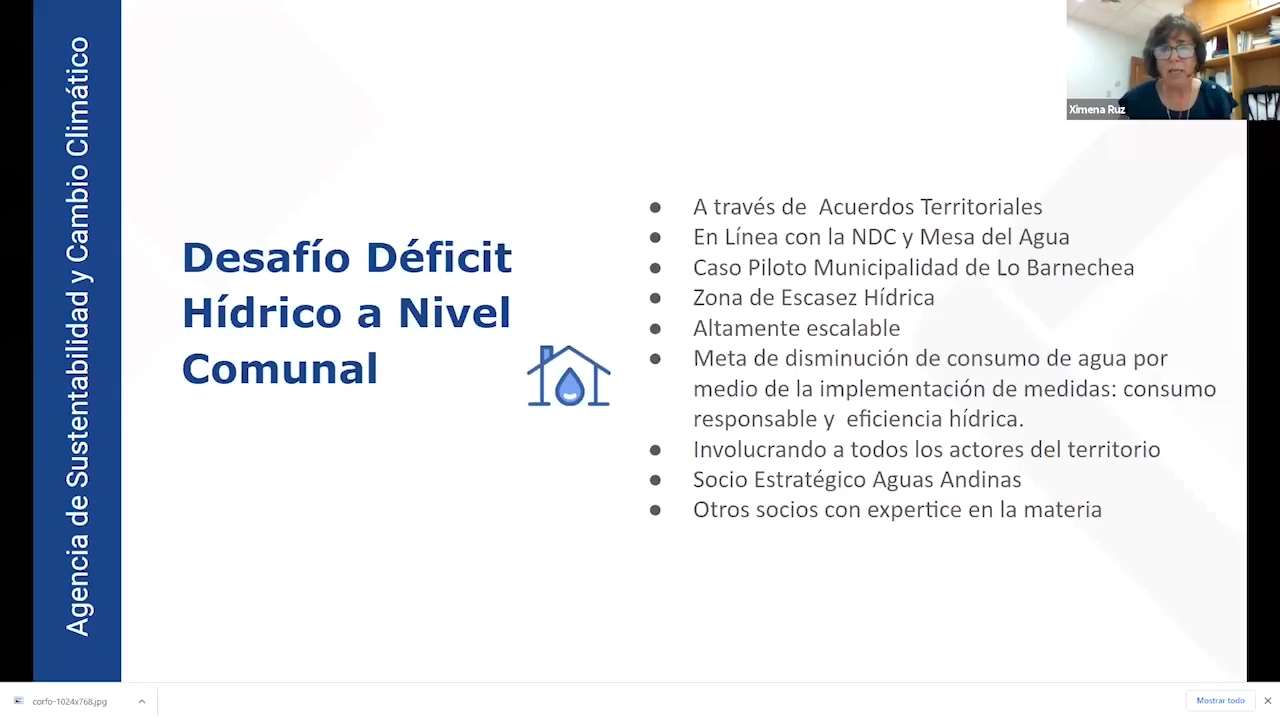 Agencia de Sustentabilidad y Cambio Climático
Ximena Ruz
Desafío Déficit
Hídrico a Nivel
Comunal
● A través de  Acuerdos Territoriales
● En Línea con la NDC y Mesa del Agua
● Caso Piloto Municipalidad de Lo Barnechea
● Zona de Escasez Hídrica
● Altamente escalable
● Meta de disminución de consumo de agua por
medio de la implementación de medidas: consumo
responsable y  eficiencia hídrica.
● Involucrando a todos los actores del territorio
● Socio Estratégico Aguas Andinas
● Otros socios con expertice en la materia
corfo-1024x768.jpg
Mostrar todo